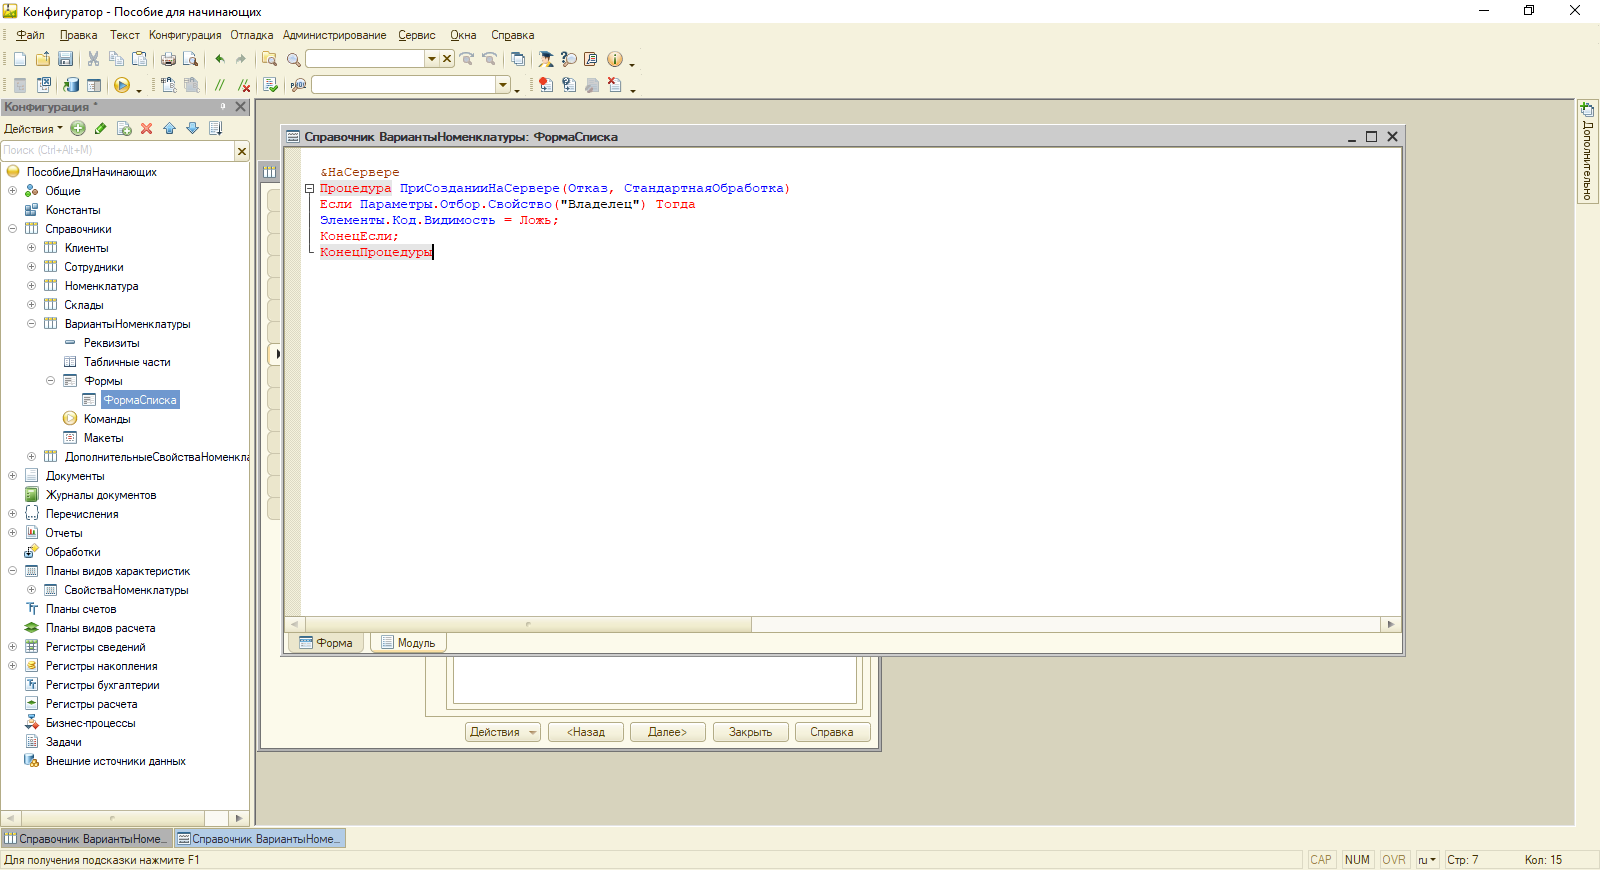 Конфигуратор - Пособие для начинающих
Файл Правка Текст Конфигурация Отладка Администрирование Сервис Окна Справка
Конфигурация *
Действия
Поиск (Ctrl+Alt+M)
ПособиеДляНачинающих
Общие
Константы
Справочники
Клиенты
Сотрудники
Номенклатура
Склады
ВариантыНоменклатуры
Реквизиты
Табличные части
Формы
ФормаСписка
Команды
Макеты
ДополнительныеСвойстваНоменкла
Документы
Журналы документов
Перечисления
Отчеты
Обработки
Планы видов характеристик
СвойстваНоменклатуры
Планы счетов
Планы видов расчета
Регистры сведений
Регистры накопления
Регистры бухгалтерии
Регистры расчета
Бизнес-процессы
Задачи
Внешние источники данных
Справочник ВариантыНоменклатуры: ФормаСписка
&НаСервере
Процедура ПриСозданииНаСервере(Отказ, СтандартнаяОбработка)
Если Параметры.Отбор.Свойство("Владелец") Тогда
Элементы.Код.Видимость = Ложь;
КонецЕсли;
КонецПроцедуры
Форма Модуль
Действия <Назад Далее> Закрыть Справка
Дополнительно
Справочник ВариантыНоме... Справочник ВариантыНоме...
Для получения подсказки нажмите F1 CAP NUM OVR ru Стр: 7 Кол: 15